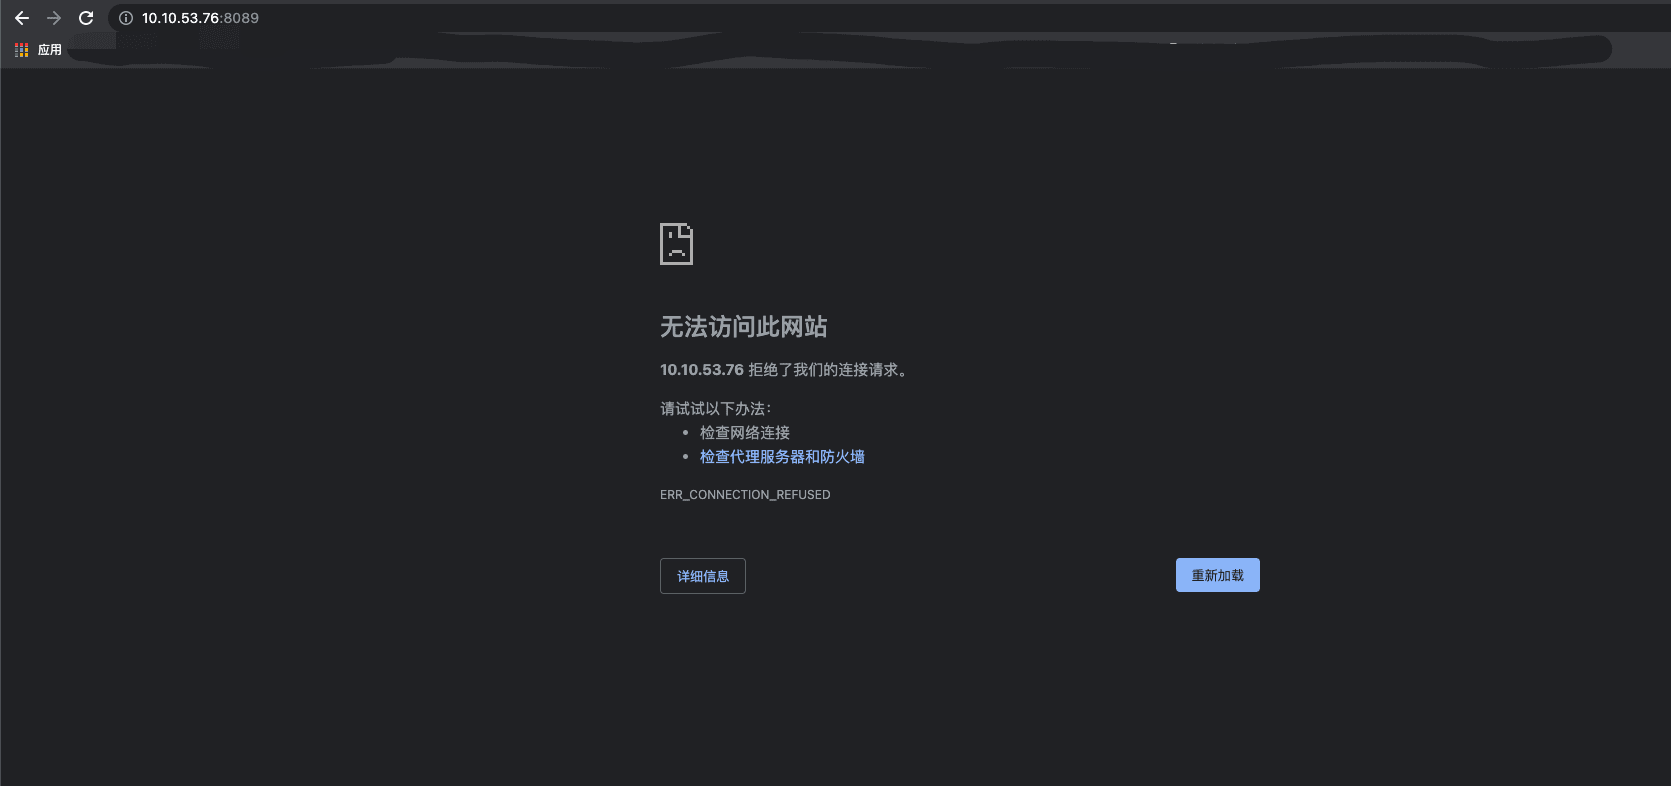 10.10.53.76:8089
应用
无法访问此网站
10.10.53.76 拒绝了我们的连接请求。
请试试以下办法：
• 检查网络连接
• 检查代理服务器和防火墙
ERR_CONNECTION_REFUSED
详细信息
重新加载